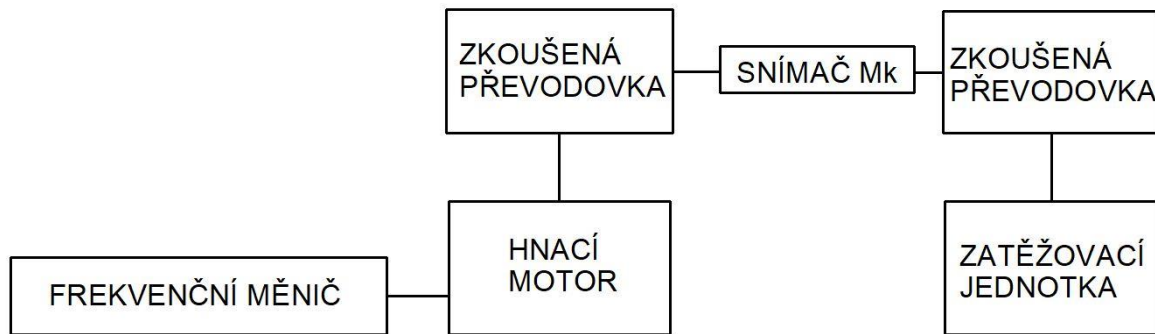 ZKOUŠENÁ
PŘEVODOVKA
SNÍMAČ Mk
ZKOUŠENÁ
PŘEVODOVKA
HNACÍ
MOTOR
ZATĚŽOVACÍ
JEDNOTKA
FREKVENČNÍ MĚNIČ